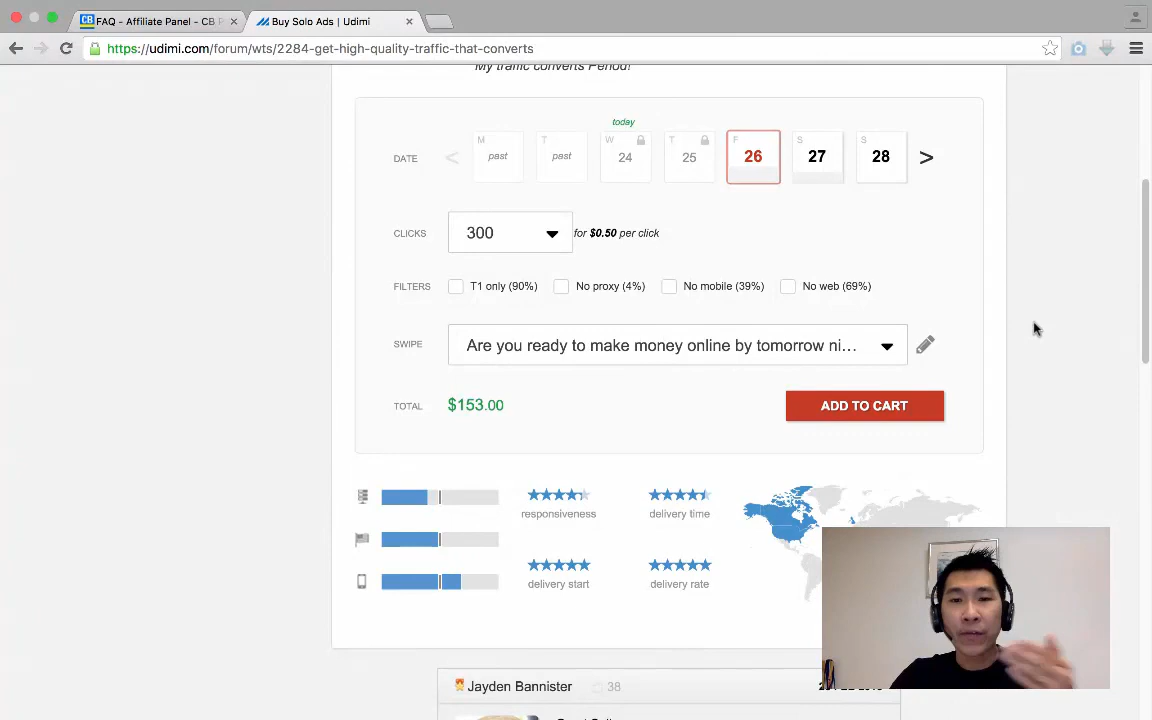 FAQ - Affiliate Panel - CB P
Buy Solo Ads | Udimi
https://udimi.com/forum/wts/2284-get-high-quality-traffic-that-converts
My traffic converts Period!
today
DATE
M
past
T
past
W
24
T
25
F
26
S
27
S
28
CLICKS
300
for $0.50 per click
FILTERS
T1 only (90%)
No proxy (4%)
No mobile (39%)
No web (69%)
SWIPE
Are you ready to make money online by tomorrow ni...
TOTAL
$153.00
ADD TO CART
responsiveness
delivery time
delivery start
delivery rate
Jayden Bannister
38